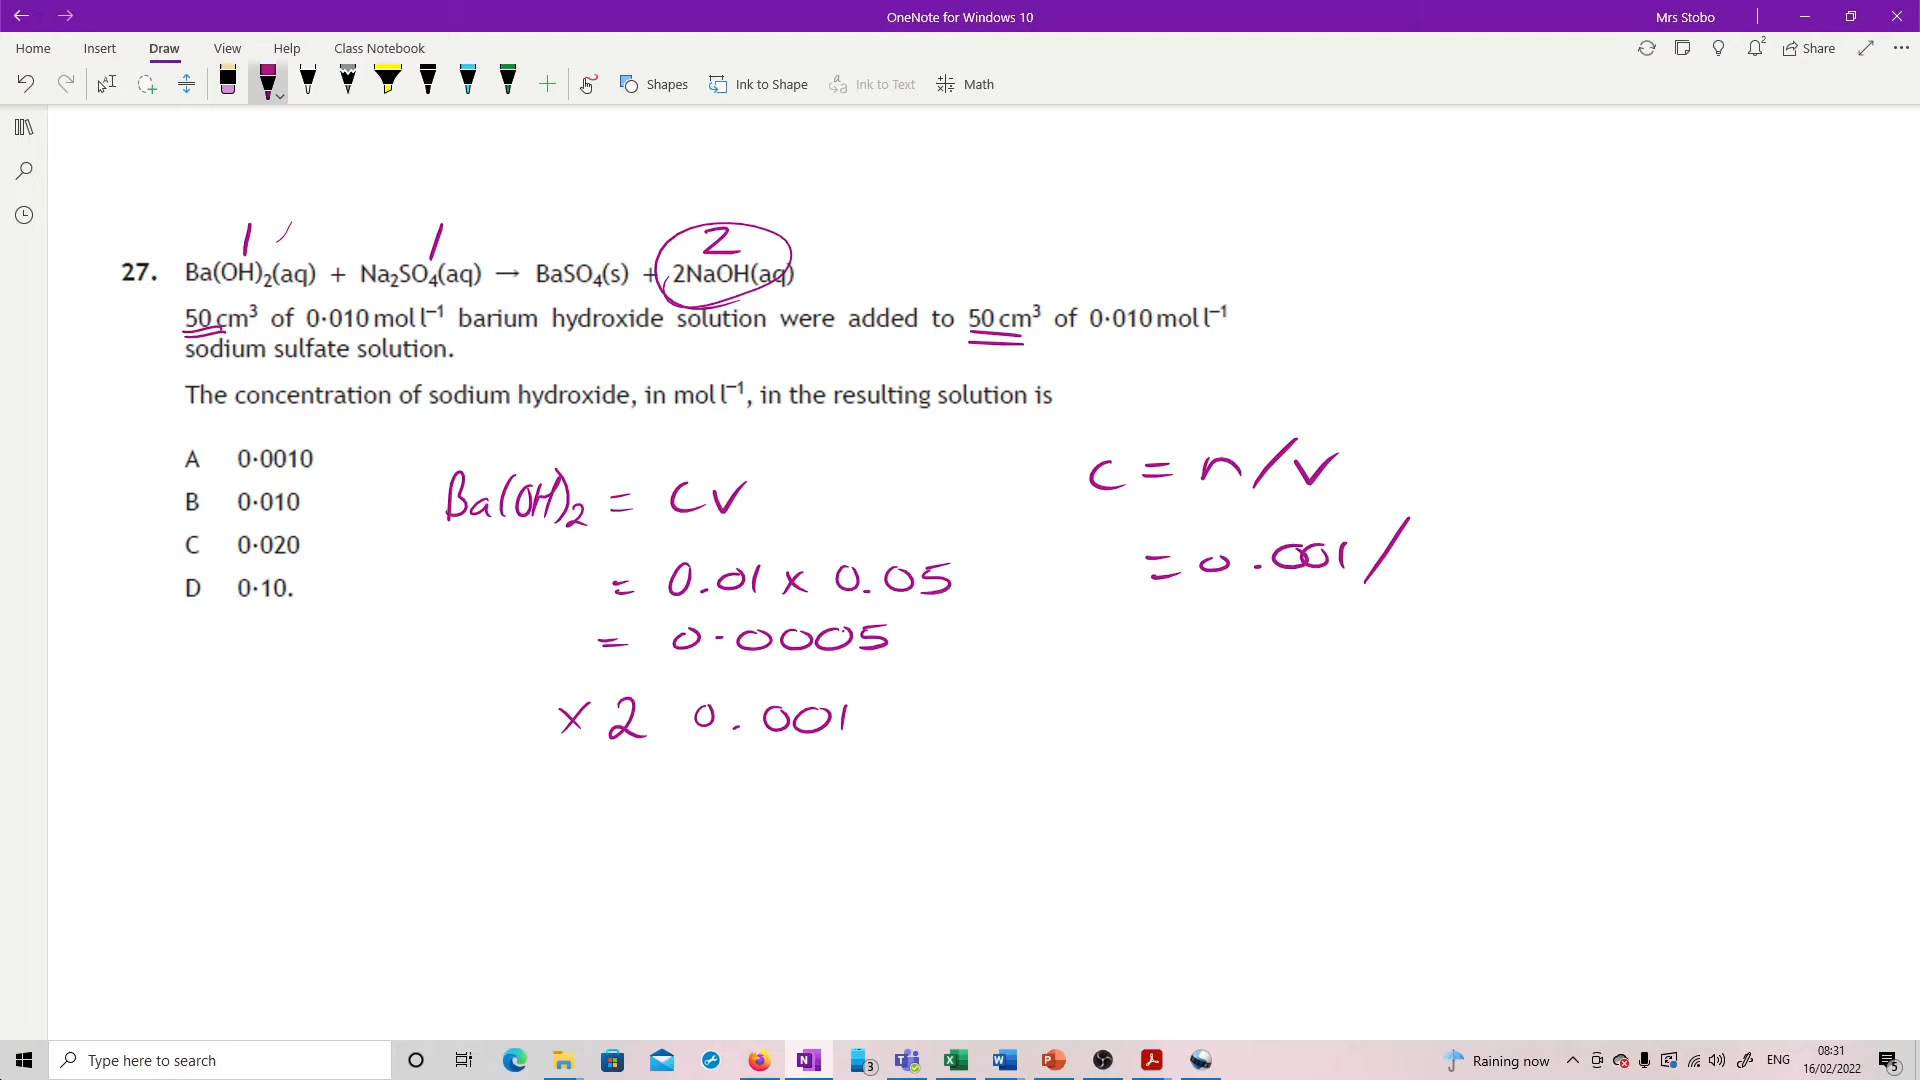 OneNote for Windows 10
Mrs Stobo
Home Insert Draw View Help Class Notebook
Share
2
Shapes Ink to Shape Ink to Text Math
1 1 2
27. Ba(OH)₂(aq) + Na₂SO₄(aq) → BaSO₄(s) + 2NaOH(aq)
50 cm³ of 0·010 mol l⁻¹ barium hydroxide solution were added to 50 cm³ of 0·010 mol l⁻¹
sodium sulfate solution.
The concentration of sodium hydroxide, in mol l⁻¹, in the resulting solution is
A 0·0010
B 0·010
C 0·020
D 0·10.
Ba(OH)₂ = CV
= 0.01 x 0.05
= 0.0005
x 2 0.001
C = n/V
= 0.001/
Type here to search
3
Raining now
ENG
08:31
16/02/2022
5